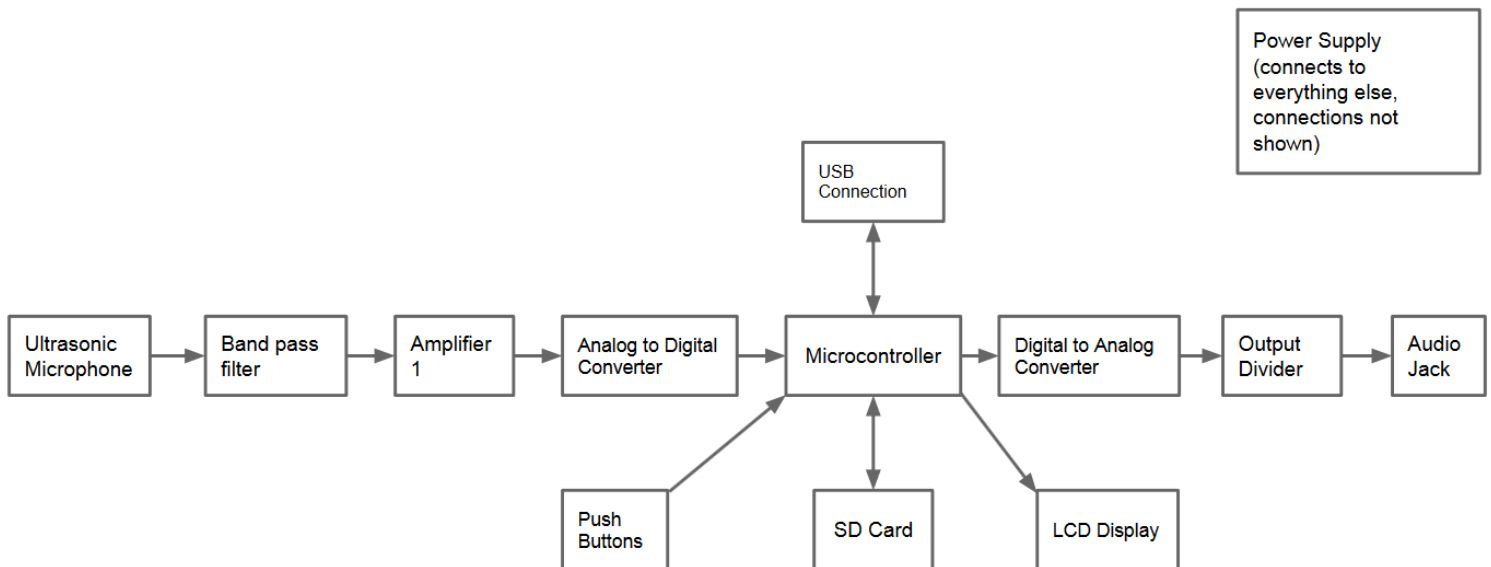 Power Supply
(connects to
everything else,
connections not
shown)
USB
Connection
Ultrasonic
Microphone
Band pass
filter
Amplifier
1
Analog to Digital
Converter
Microcontroller
Digital to Analog
Converter
Output
Divider
Audio
Jack
Push
Buttons
SD Card
LCD Display